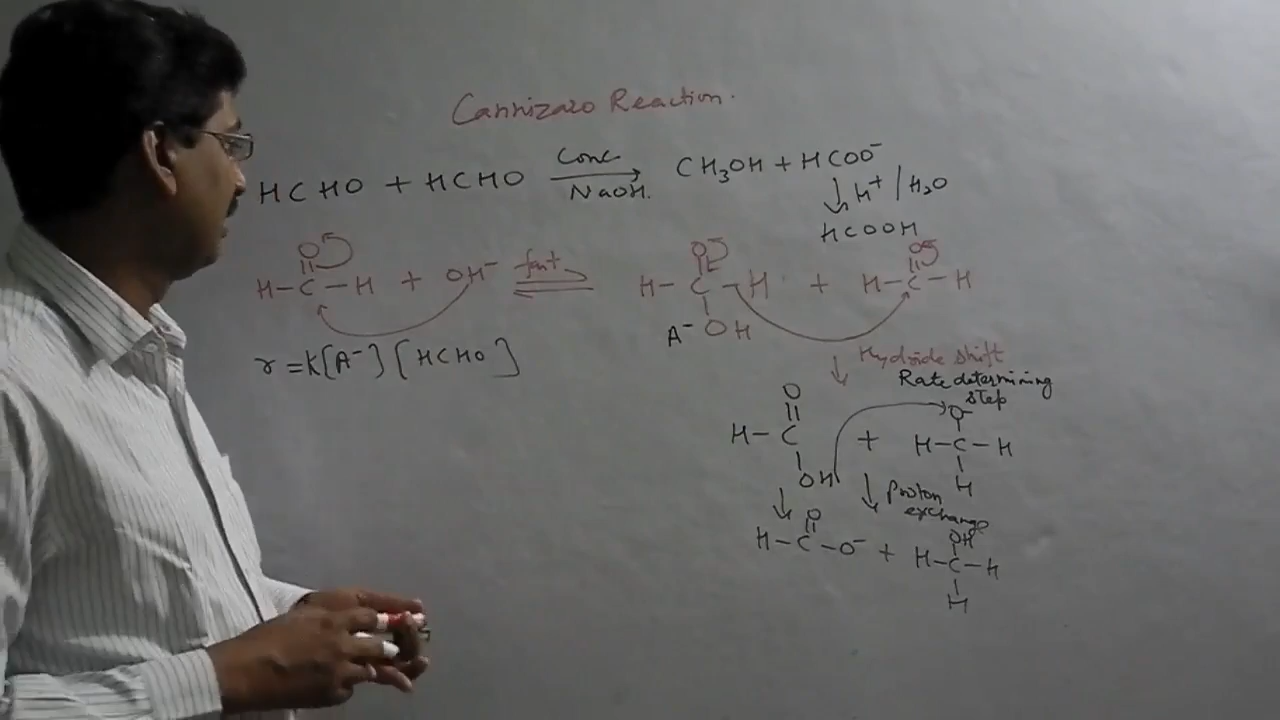 Cannizaro Reaction.
HCHO + HCHO Conc NaOH. → CH₃OH + HCOO⁻
↓ H⁺ / H₂O
HCOOH
O O O
|| || ||
H–C–H + OH⁻ fast ⇌ H–C–H + H–C–H
|
A⁻ OH
r = K[A⁻] [HCHO]
↓ Hydride shift
Rate determining
step
O O⁻
|| |
H–C + H–C–H
| |
OH H
↓ ↓ Proton
exchange
O OH
|| |
H–C–O⁻ + H–C–H
|
H